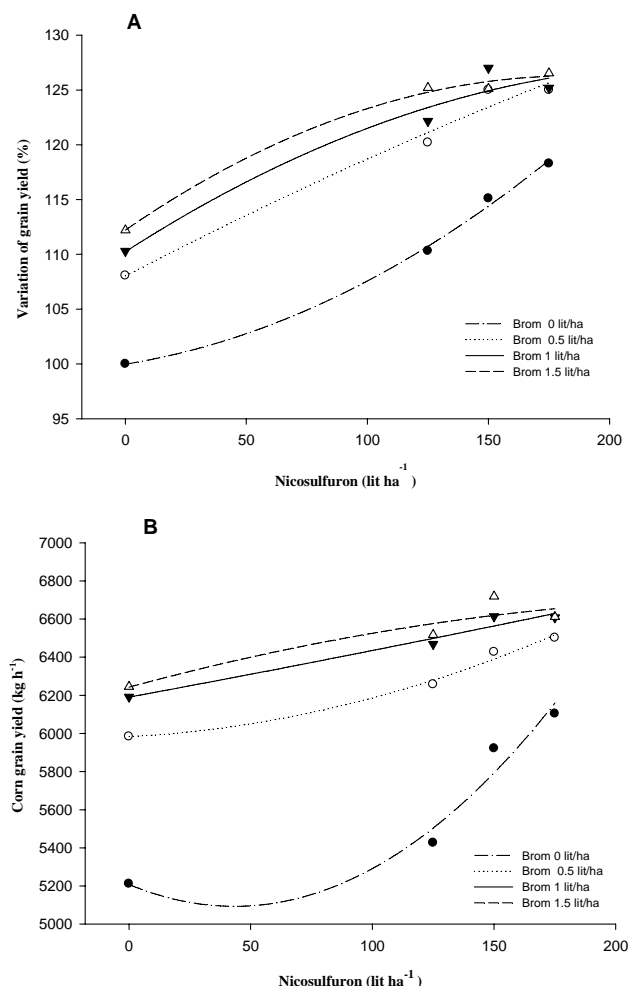 A
Variation of grain yield (%)
130
125
120
115
110
105
100
95
Brom 0 lit/ha
Brom 0.5 lit/ha
Brom 1 lit/ha
Brom 1.5 lit/ha
0 50 100 150 200
Nicosulfuron (lit ha-1 )
B
Corn grain yield (kg h-1)
7000
6800
6600
6400
6200
6000
5800
5600
5400
5200
5000
Brom 0 lit/ha
Brom 0.5 lit/ha
Brom 1 lit/ha
Brom 1.5 lit/ha
0 50 100 150 200
Nicosulfuron (lit ha-1)